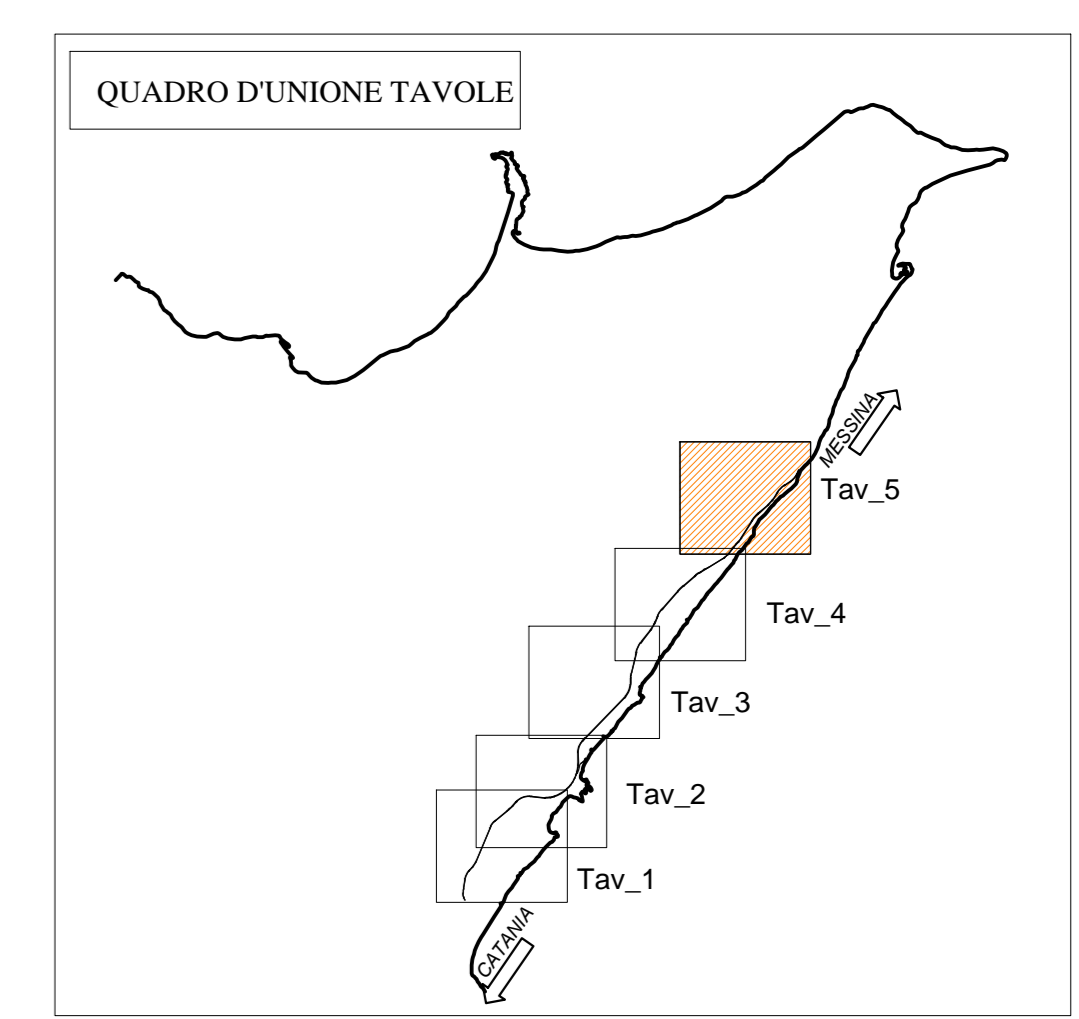 QUADRO D'UNIONE TAVOLE
MESSINA
Tav_5
Tav_4
Tav_3
Tav_2
Tav_1
CATANIA